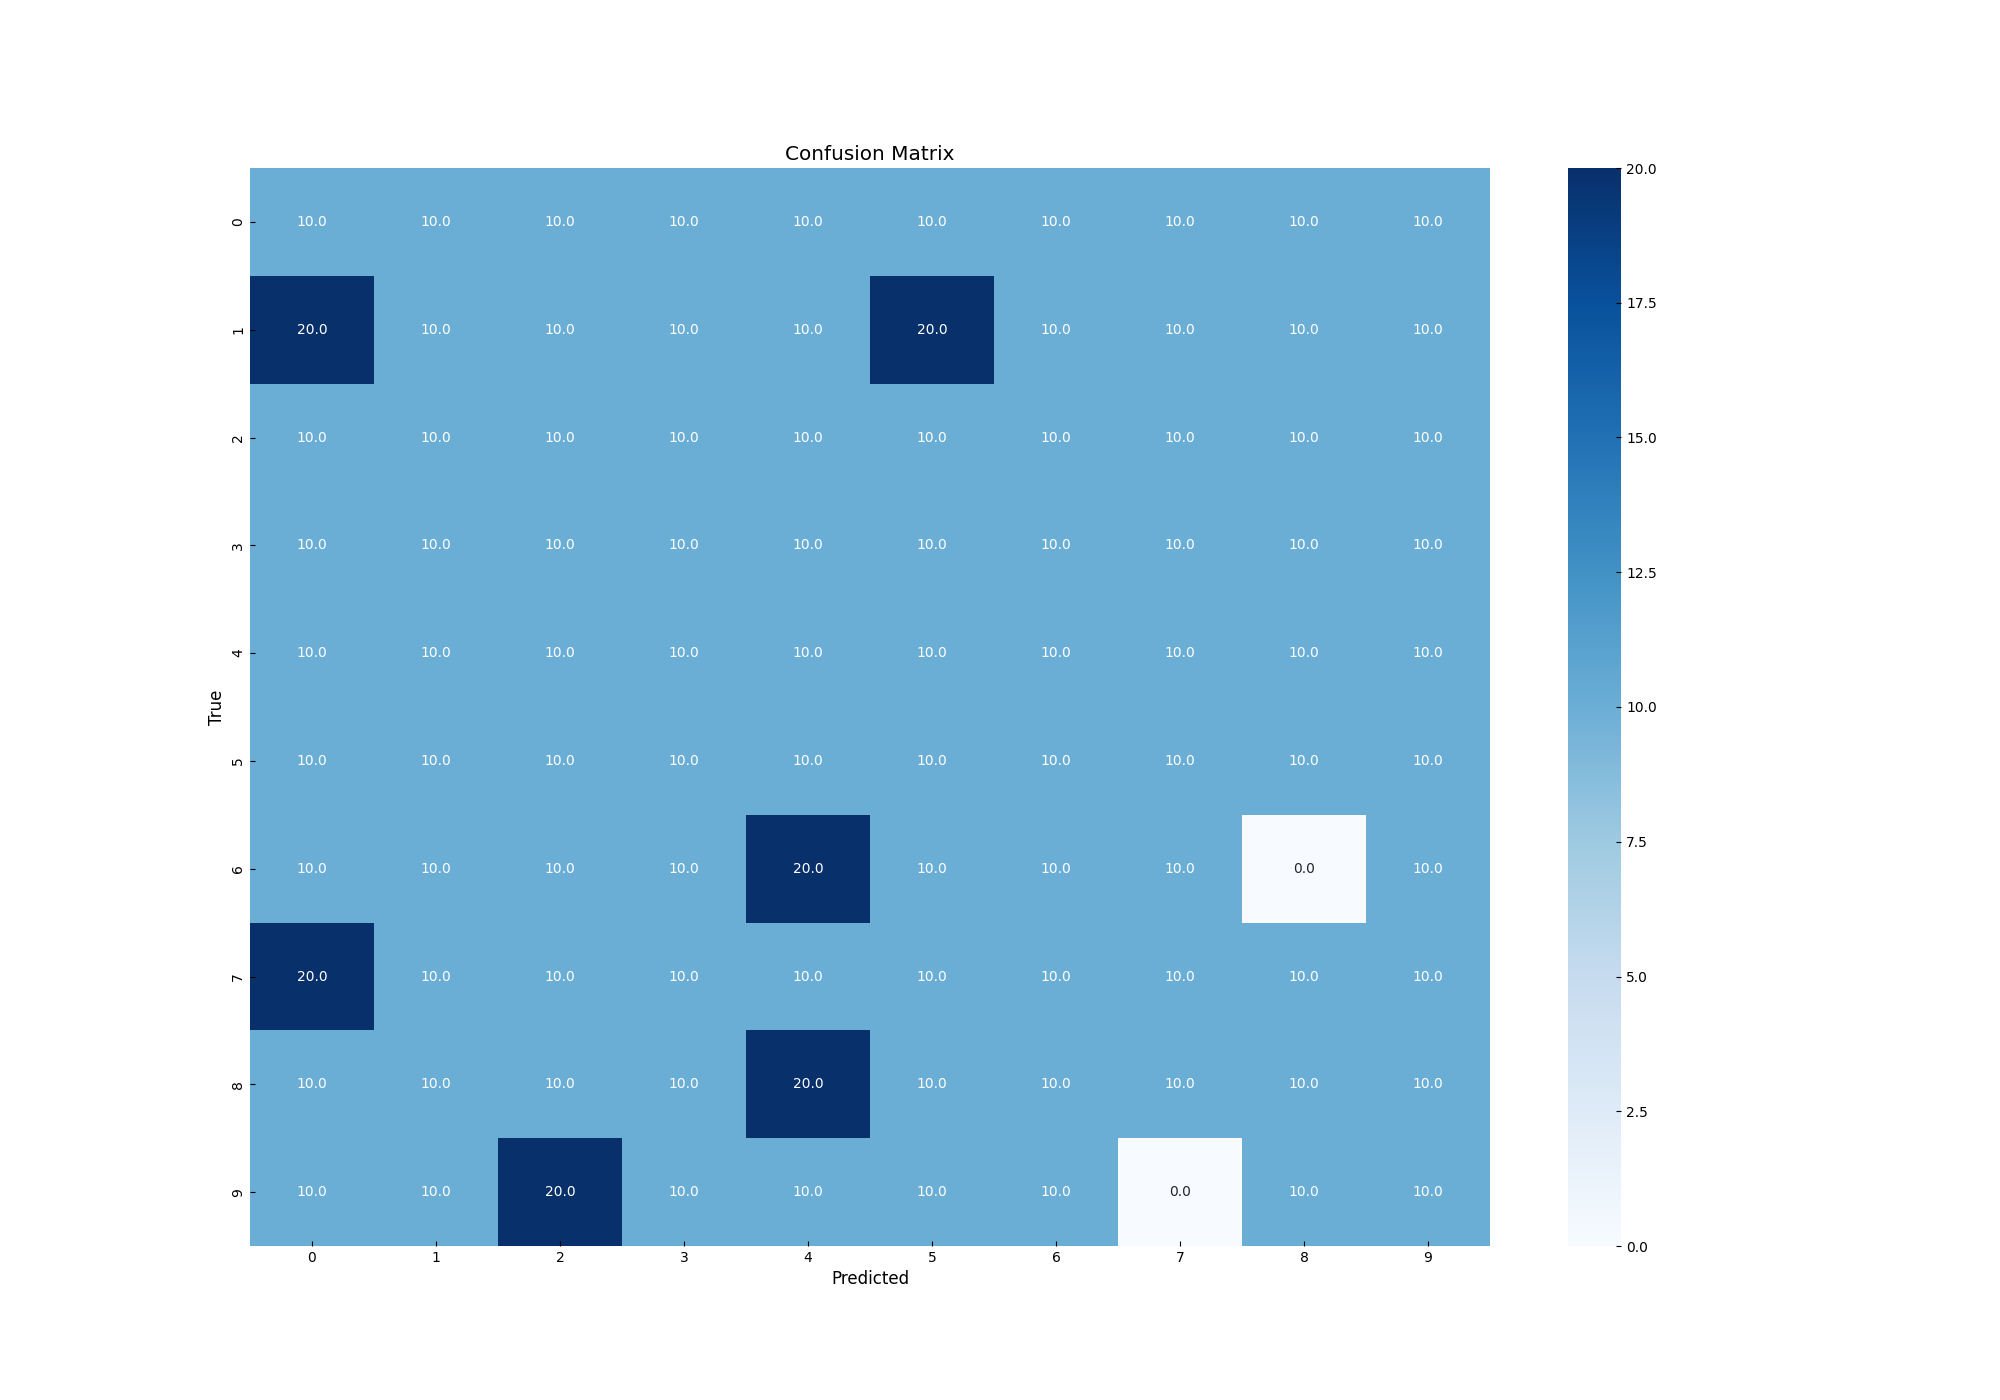 Confusion Matrix
0 10.0 10.0 10.0 10.0 10.0 10.0 10.0 10.0 10.0 10.0
1 20.0 10.0 10.0 10.0 10.0 20.0 10.0 10.0 10.0 10.0
2 10.0 10.0 10.0 10.0 10.0 10.0 10.0 10.0 10.0 10.0
3 10.0 10.0 10.0 10.0 10.0 10.0 10.0 10.0 10.0 10.0
4 10.0 10.0 10.0 10.0 10.0 10.0 10.0 10.0 10.0 10.0
True
5 10.0 10.0 10.0 10.0 10.0 10.0 10.0 10.0 10.0 10.0
6 10.0 10.0 10.0 10.0 20.0 10.0 10.0 10.0 0.0 10.0
7 20.0 10.0 10.0 10.0 10.0 10.0 10.0 10.0 10.0 10.0
8 10.0 10.0 10.0 10.0 20.0 10.0 10.0 10.0 10.0 10.0
9 10.0 10.0 20.0 10.0 10.0 10.0 10.0 0.0 10.0 10.0
0 1 2 3 4 5 6 7 8 9
Predicted
20.0
17.5
15.0
12.5
10.0
7.5
5.0
2.5
0.0